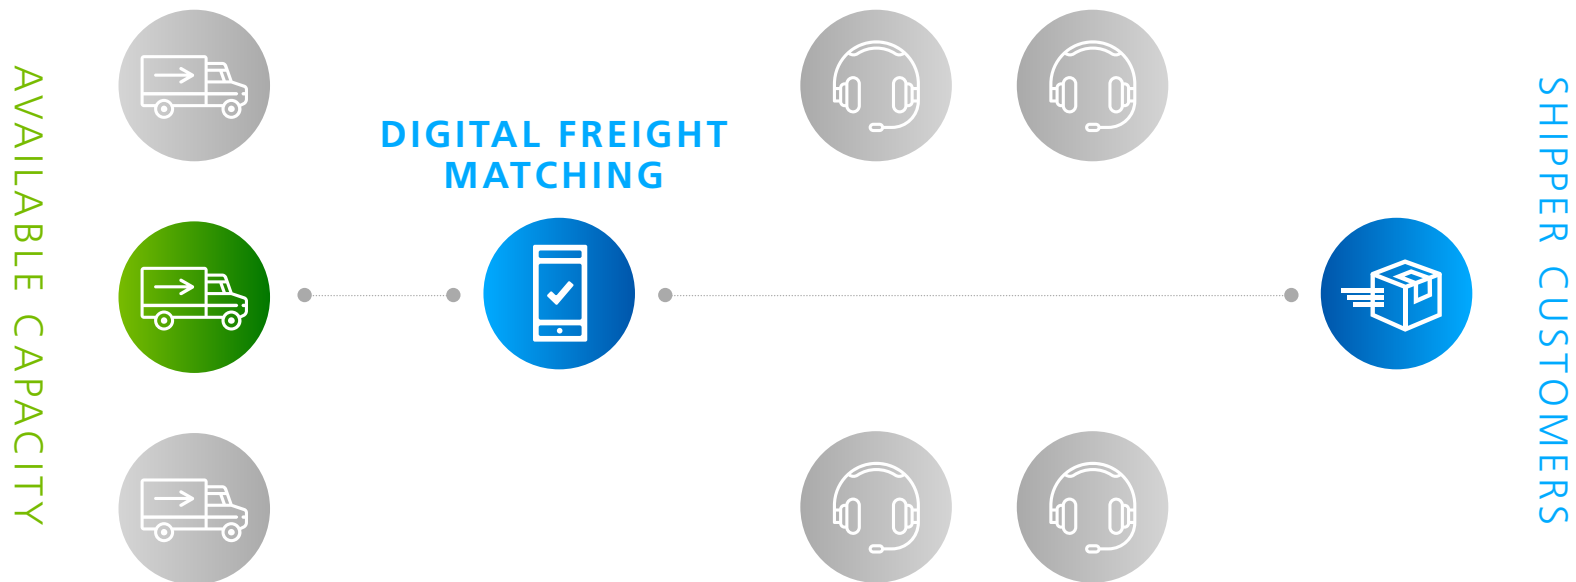 AVAILABLE CAPACITY
DIGITAL FREIGHT
MATCHING
SHIPPER CUSTOMERS